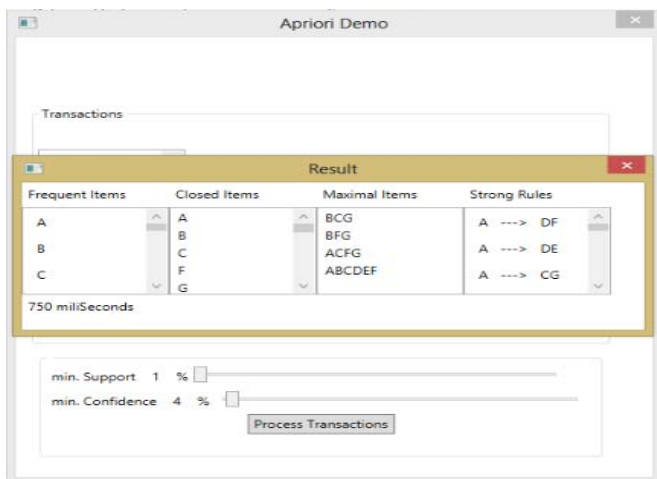 Apriori Demo
Transactions
Result
Frequent Items Closed Items Maximal Items Strong Rules
A
B
C
A
B
C
F
G
BCG
BFG
ACFG
ABCDEF
A ---> DF
A ---> DE
A ---> CG
750 miliSeconds
min. Support 1 %
min. Confidence 4 %
Process Transactions